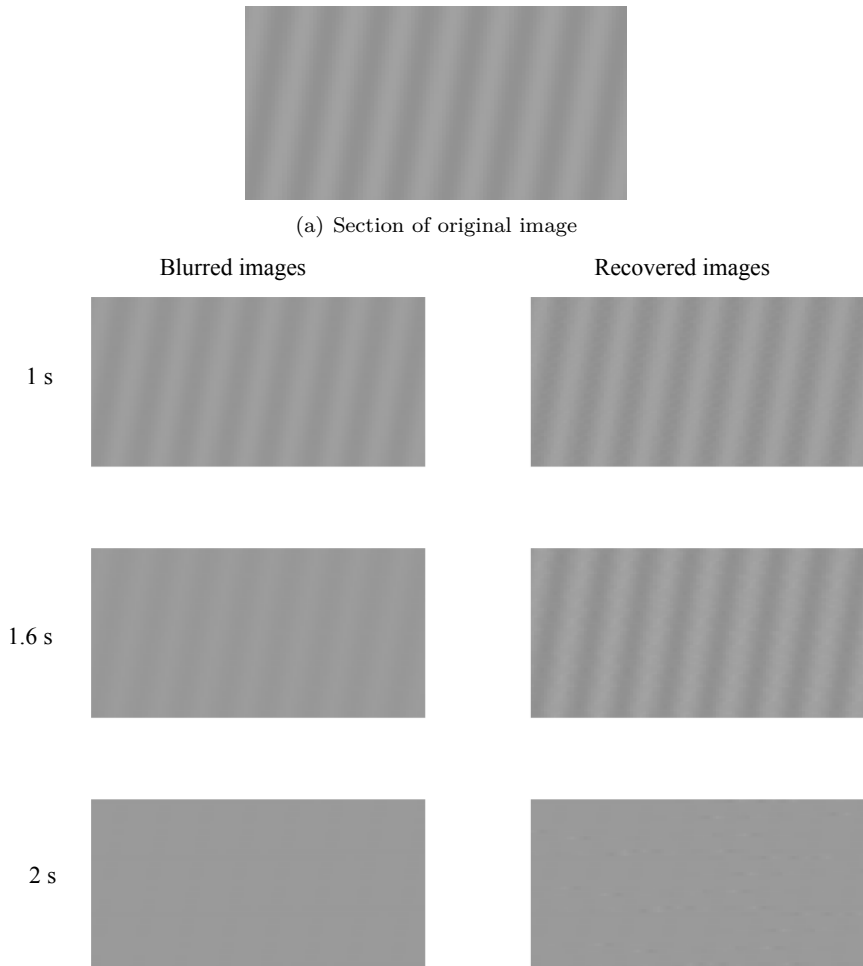 (a) Section of original image
Blurred images Recovered images
1 s
1.6 s
2 s